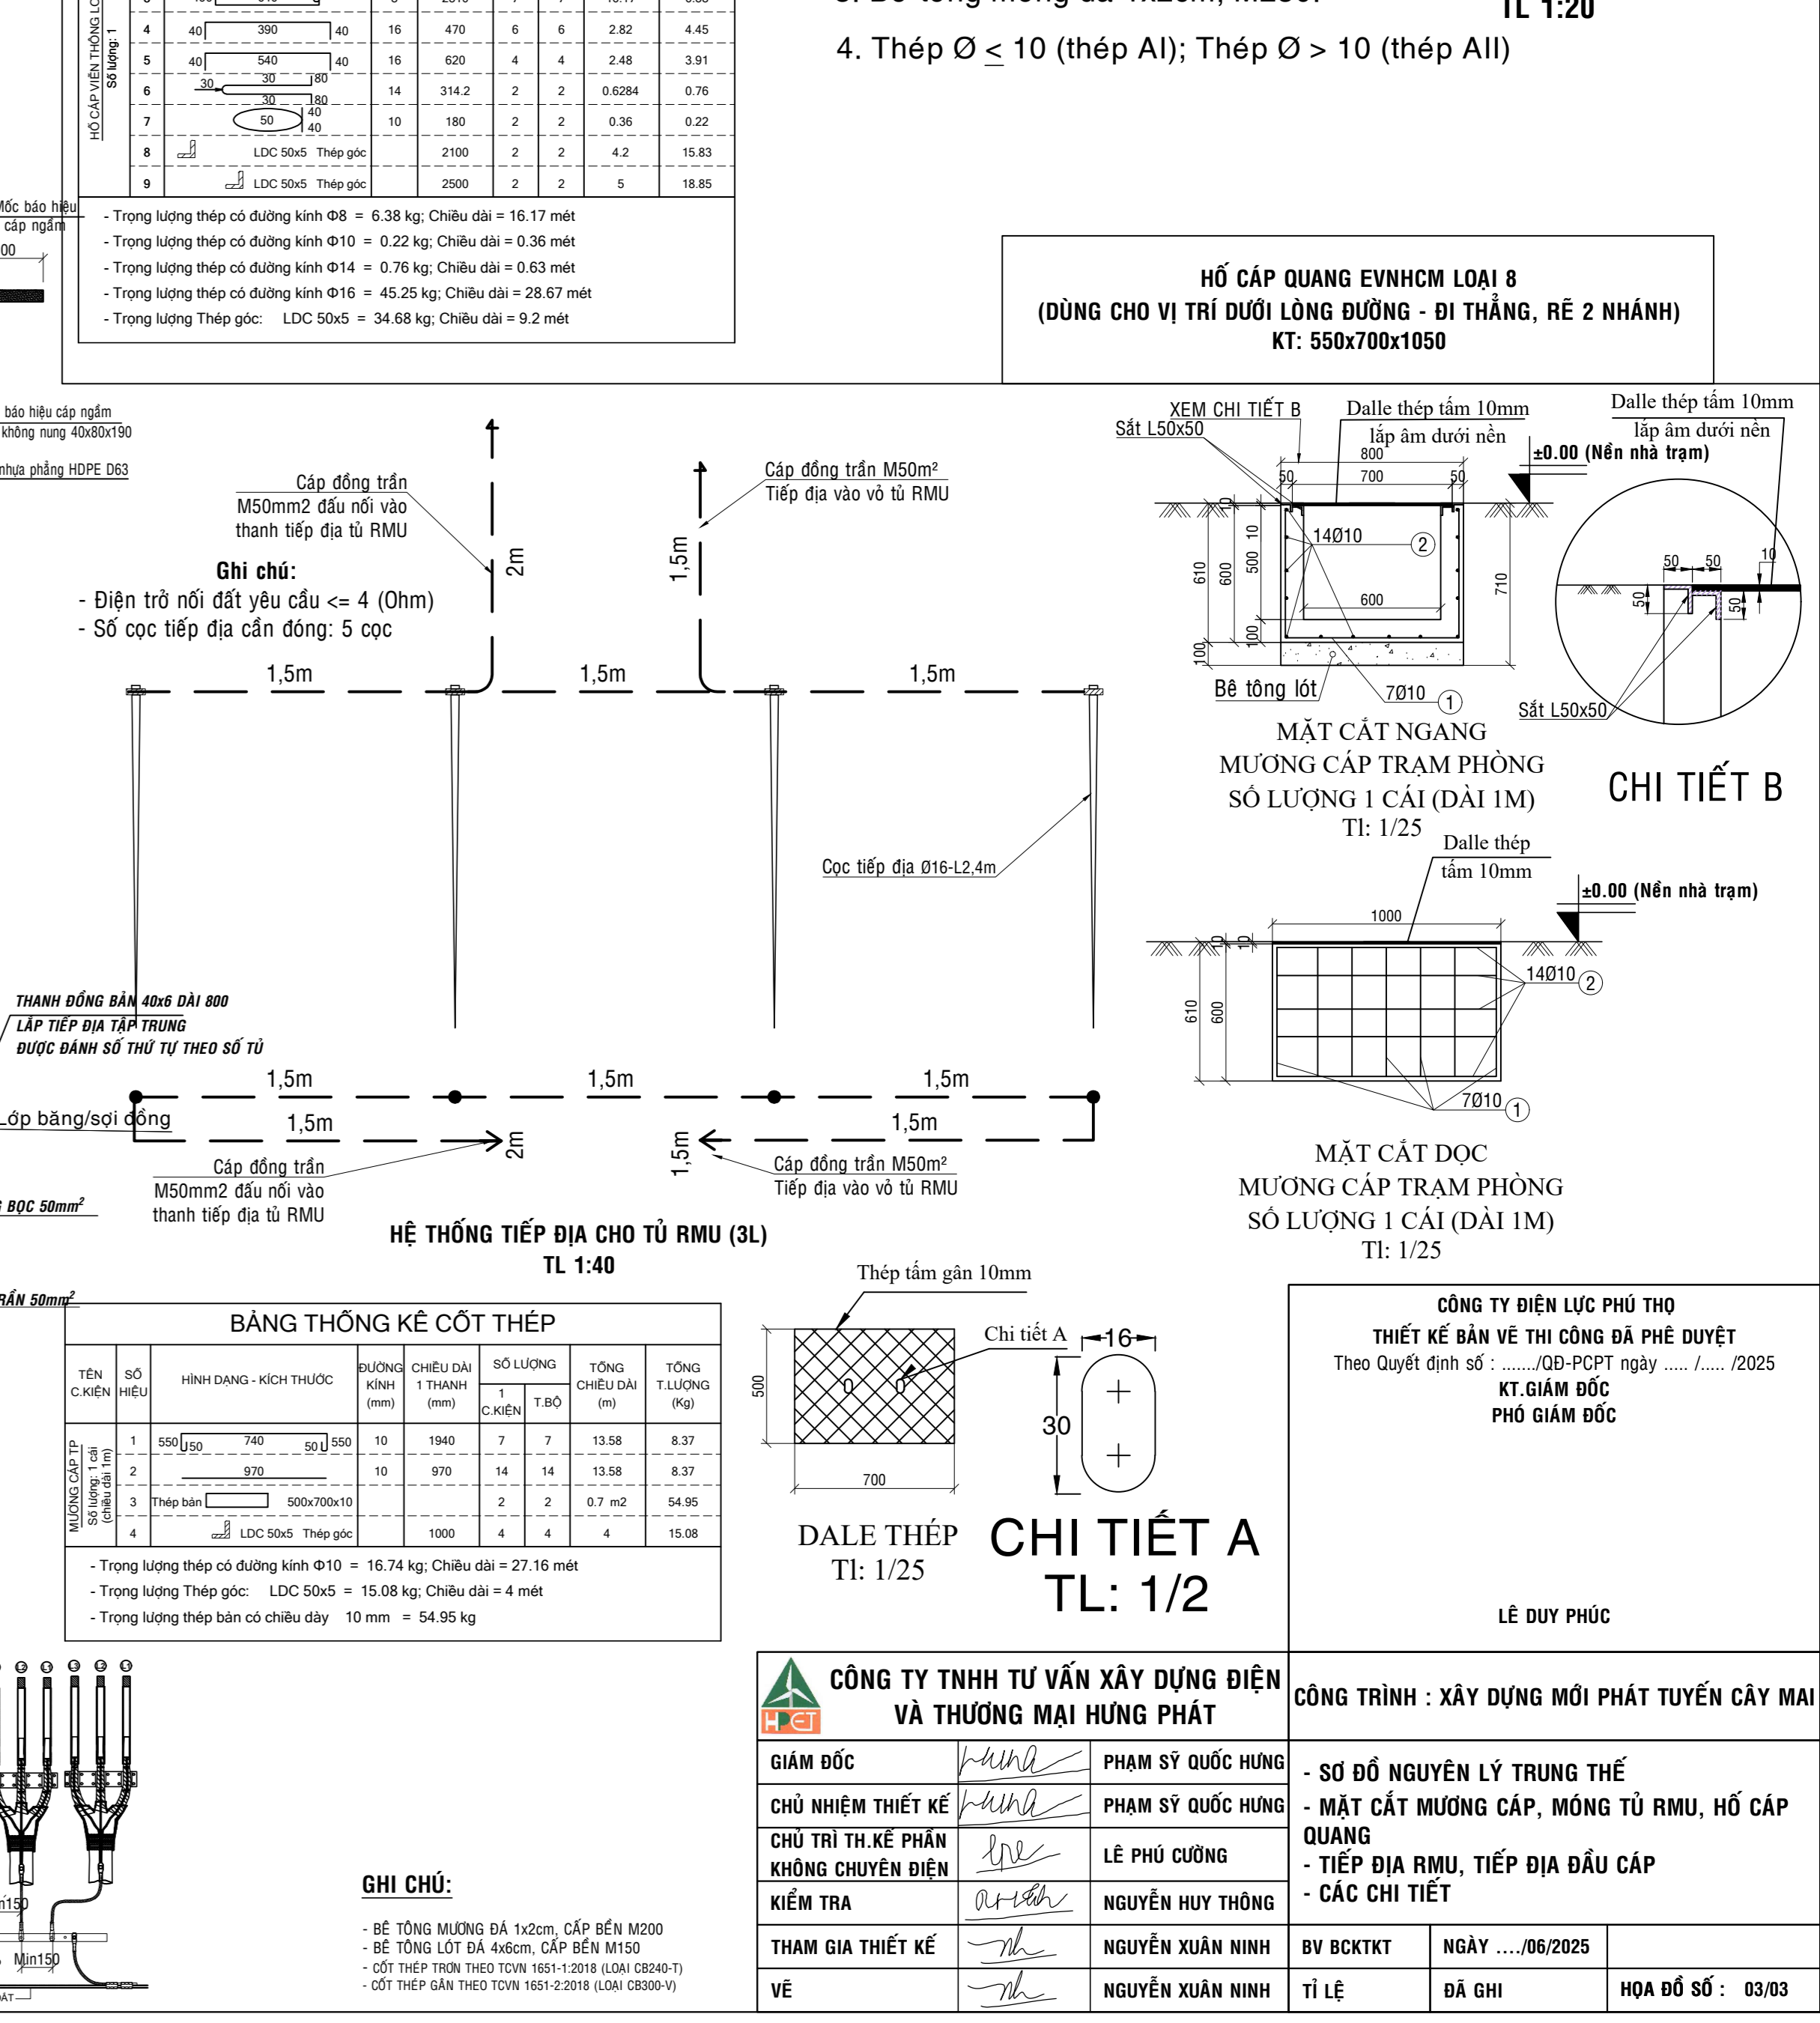 3. Bê tông móng đá 1x2cm, M250.
TL 1:20
4. Thép Ø ≤ 10 (thép AI); Thép Ø > 10 (thép AII)
HỐ CÁP VIỄN THÔNG LO
Số lượng: 1
4 40 390 40 16 470 6 6 2.82 4.45
5 40 540 40 16 620 4 4 2.48 3.91
6 30 30 80 30 80 14 314.2 2 2 0.6284 0.76
7 50 40 40 10 180 2 2 0.36 0.22
8 LDC 50x5 Thép góc 2100 2 2 4.2 15.83
9 LDC 50x5 Thép góc 2500 2 2 5 18.85
- Trọng lượng thép có đường kính Φ8 = 6.38 kg; Chiều dài = 16.17 mét
- Trọng lượng thép có đường kính Φ10 = 0.22 kg; Chiều dài = 0.36 mét
- Trọng lượng thép có đường kính Φ14 = 0.76 kg; Chiều dài = 0.63 mét
- Trọng lượng thép có đường kính Φ16 = 45.25 kg; Chiều dài = 28.67 mét
- Trọng lượng Thép góc: LDC 50x5 = 34.68 kg; Chiều dài = 9.2 mét
Mốc báo hiệu
cáp ngầm
00
HỐ CÁP QUANG EVNHCM LOẠI 8
(DÙNG CHO VỊ TRÍ DƯỚI LÒNG ĐƯỜNG - ĐI THẲNG, RẼ 2 NHÁNH)
KT: 550x700x1050
báo hiệu cáp ngầm
không nung 40x80x190
nhựa phẳng HDPE D63
Cáp đồng trần
M50mm2 đấu nối vào
thanh tiếp địa tủ RMU
2m
1,5m
Cáp đồng trần M50m²
Tiếp địa vào vỏ tủ RMU
Ghi chú:
- Điện trở nối đất yêu cầu <= 4 (Ohm)
- Số cọc tiếp địa cần đóng: 5 cọc
1,5m 1,5m 1,5m
Cọc tiếp địa Ø16-L2,4m
XEM CHI TIẾT B
Sắt L50x50
Dalle thép tấm 10mm
lắp âm dưới nền
800
50 700 50
±0.00 (Nền nhà trạm)
10
610 600 500 10
14Ø10 2
600
100
100
710
Bê tông lót
7Ø10 1
MẶT CẮT NGANG
MƯƠNG CÁP TRẠM PHÒNG
SỐ LƯỢNG 1 CÁI (DÀI 1M)
Tl: 1/25
Dalle thép tấm 10mm
lắp âm dưới nền
50 50 10
50 50
Sắt L50x50
CHI TIẾT B
Dalle thép
tấm 10mm
±0.00 (Nền nhà trạm)
1000
10 10
610 600
14Ø10 2
7Ø10 1
MẶT CẮT DỌC
MƯƠNG CÁP TRẠM PHÒNG
SỐ LƯỢNG 1 CÁI (DÀI 1M)
Tl: 1/25
THANH ĐỒNG BẢN 40x6 DÀI 800
LẮP TIẾP ĐỊA TẬP TRUNG
ĐƯỢC ĐÁNH SỐ THỨ TỰ THEO SỐ TỦ
1,5m 1,5m 1,5m
Lớp băng/sợi đồng
1,5m 2m 1,5m 1,5m
Cáp đồng trần
M50mm2 đấu nối vào
thanh tiếp địa tủ RMU
Cáp đồng trần M50m²
Tiếp địa vào vỏ tủ RMU
BỌC 50mm²
HỆ THỐNG TIẾP ĐỊA CHO TỦ RMU (3L)
TL 1:40
TRẦN 50mm²
BẢNG THỐNG KÊ CỐT THÉP
TÊN C.KIỆN SỐ HIỆU HÌNH DẠNG - KÍCH THƯỚC ĐƯỜNG KÍNH (mm) CHIỀU DÀI 1 THANH (mm) SỐ LƯỢNG 1 C.KIỆN T.BỘ TỔNG CHIỀU DÀI (m) TỔNG T.LƯỢNG (Kg)
MƯƠNG CÁP TP
Số lượng: 1 cái
(chiều dài 1m)
1 550 50 740 50 550 10 1940 7 7 13.58 8.37
2 970 10 970 14 14 13.58 8.37
3 Thép bản 500x700x10 2 2 0.7 m2 54.95
4 LDC 50x5 Thép góc 1000 4 4 4 15.08
- Trọng lượng thép có đường kính Φ10 = 16.74 kg; Chiều dài = 27.16 mét
- Trọng lượng Thép góc: LDC 50x5 = 15.08 kg; Chiều dài = 4 mét
- Trọng lượng thép bản có chiều dày 10 mm = 54.95 kg
Thép tấm gân 10mm
Chi tiết A
500
700
DALE THÉP
Tl: 1/25
16
30
CHI TIẾT A
TL: 1/2
CÔNG TY ĐIỆN LỰC PHÚ THỌ
THIẾT KẾ BẢN VẼ THI CÔNG ĐÃ PHÊ DUYỆT
Theo Quyết định số : ......./QĐ-PCPT ngày ..... /..... /2025
KT.GIÁM ĐỐC
PHÓ GIÁM ĐỐC
LÊ DUY PHÚC
Min150
GHI CHÚ:
- BÊ TÔNG MƯƠNG ĐÁ 1x2cm, CẤP BỀN M200
- BÊ TÔNG LÓT ĐÁ 4x6cm, CẤP BỀN M150
- CỐT THÉP TRƠN THEO TCVN 1651-1:2018 (LOẠI CB240-T)
- CỐT THÉP GÂN THEO TCVN 1651-2:2018 (LOẠI CB300-V)
HPET
CÔNG TY TNHH TƯ VẤN XÂY DỰNG ĐIỆN
VÀ THƯƠNG MẠI HƯNG PHÁT
GIÁM ĐỐC PHẠM SỸ QUỐC HƯNG
CHỦ NHIỆM THIẾT KẾ PHẠM SỸ QUỐC HƯNG
CHỦ TRÌ TH.KẾ PHẦN
KHÔNG CHUYÊN ĐIỆN LÊ PHÚ CƯỜNG
KIỂM TRA NGUYỄN HUY THÔNG
THAM GIA THIẾT KẾ NGUYỄN XUÂN NINH
VẼ NGUYỄN XUÂN NINH
CÔNG TRÌNH : XÂY DỰNG MỚI PHÁT TUYẾN CÂY MAI
- SƠ ĐỒ NGUYÊN LÝ TRUNG THẾ
- MẶT CẮT MƯƠNG CÁP, MÓNG TỦ RMU, HỐ CÁP
QUANG
- TIẾP ĐỊA RMU, TIẾP ĐỊA ĐẦU CÁP
- CÁC CHI TIẾT
BV BCKTKT NGÀY ..../06/2025
TỈ LỆ ĐÃ GHI HỌA ĐỒ SỐ : 03/03